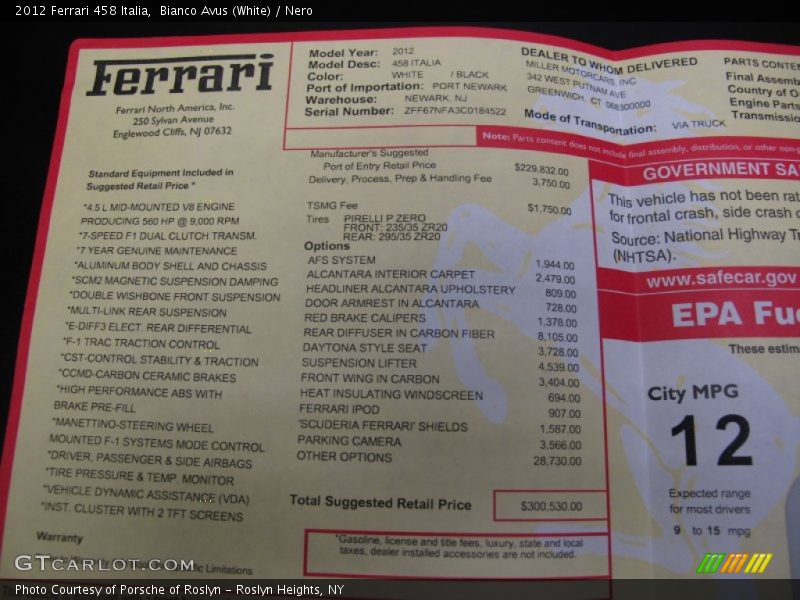 2012 Ferrari 458 Italia,  Bianco Avus (White) / Nero
Ferrari
Ferrari North America, Inc.
250 Sylvan Avenue
Englewood Cliffs, NJ 07632
Model Year: 2012
Model Desc: 458 ITALIA
Color: WHITE / BLACK
Port of Importation: PORT NEWARK
Warehouse: NEWARK, NJ
Serial Number: ZFF67NFA3C0184522
DEALER TO WHOM DELIVERED
MILLER MOTORCARS, INC
342 WEST PUTNAM AVE
GREENWICH, CT 068300000
Mode of Transportation: VIA TRUCK
PARTS CONTEN
Final Assemb
Country of O
Engine Parts
Transmissio
Note: Parts content does not include final assembly, distribution, or other non-p
Standard Equipment Included in
Suggested Retail Price *
*4.5 L MID-MOUNTED V8 ENGINE
PRODUCING 560 HP @ 9,000 RPM
*7-SPEED F1 DUAL CLUTCH TRANSM.
*7 YEAR GENUINE MAINTENANCE
*ALUMINUM BODY SHELL AND CHASSIS
*SCM2 MAGNETIC SUSPENSION DAMPING
*DOUBLE WISHBONE FRONT SUSPENSION
*MULTI-LINK REAR SUSPENSION
*E-DIFF3 ELECT. REAR DIFFERENTIAL
*F-1 TRAC TRACTION CONTROL
*CST-CONTROL STABILITY & TRACTION
*CCMD-CARBON CERAMIC BRAKES
*HIGH PERFORMANCE ABS WITH
BRAKE PRE-FILL
*MANETTINO-STEERING WHEEL
MOUNTED F-1 SYSTEMS MODE CONTROL
*DRIVER, PASSENGER & SIDE AIRBAGS
*TIRE PRESSURE & TEMP. MONITOR
*VEHICLE DYNAMIC ASSISTANCE (VDA)
*INST. CLUSTER WITH 2 TFT SCREENS
Warranty
Limitations
Manufacturer's Suggested
Port of Entry Retail Price $229,832.00
Delivery, Process, Prep & Handling Fee 3,750.00
TSMG Fee $1,750.00
Tires PIRELLI P ZERO
FRONT: 235/35 ZR20
REAR: 295/35 ZR20
Options
AFS SYSTEM 1,944.00
ALCANTARA INTERIOR CARPET 2,479.00
HEADLINER ALCANTARA UPHOLSTERY 809.00
DOOR ARMREST IN ALCANTARA 728.00
RED BRAKE CALIPERS 1,378.00
REAR DIFFUSER IN CARBON FIBER 8,105.00
DAYTONA STYLE SEAT 3,728.00
SUSPENSION LIFTER 4,539.00
FRONT WING IN CARBON 3,404.00
HEAT INSULATING WINDSCREEN 694.00
FERRARI IPOD 907.00
'SCUDERIA FERRARI' SHIELDS 1,587.00
PARKING CAMERA 3,566.00
OTHER OPTIONS 28,730.00
Total Suggested Retail Price $300,530.00
*Gasoline, license and title fees, luxury, state and local
taxes, dealer installed accessories are not included.
GOVERNMENT SA
This vehicle has not been rat
for frontal crash, side crash o
Source: National Highway Tr
(NHTSA).
www.safecar.gov
EPA Fue
These estim
City MPG
12
Expected range
for most drivers
9 to 15 mpg
GTCarLot.com
Photo Courtesy of Porsche of Roslyn – Roslyn Heights, NY